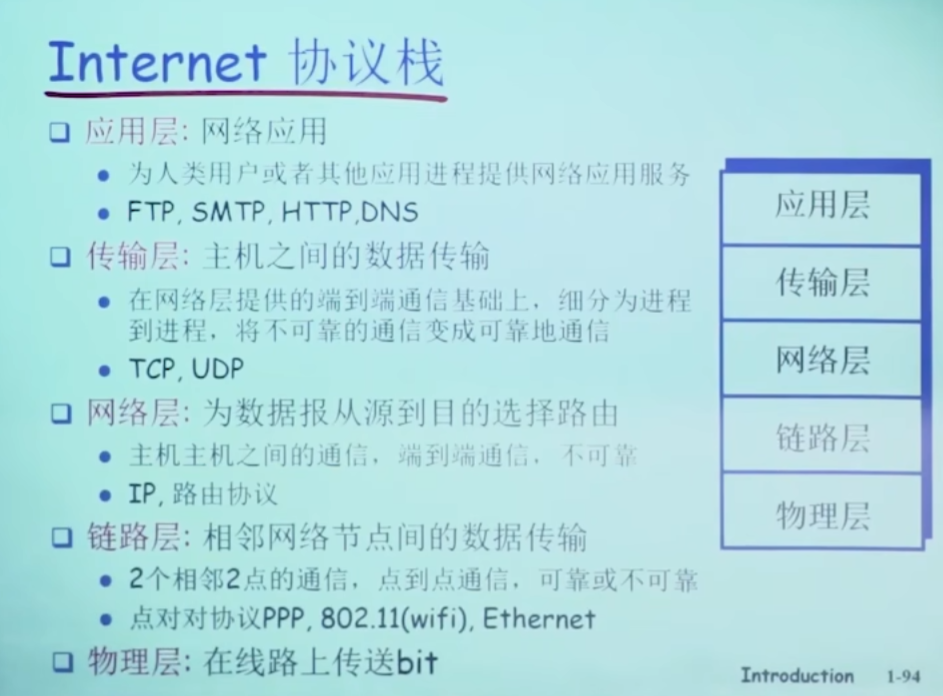 Internet 协议栈
应用层: 网络应用
为人类用户或者其他应用进程提供网络应用服务
FTP, SMTP, HTTP,DNS
传输层: 主机之间的数据传输
在网络层提供的端到端通信基础上，细分为进程
到进程，将不可靠的通信变成可靠地通信
TCP, UDP
网络层: 为数据报从源到目的选择路由
主机主机之间的通信，端到端通信，不可靠
IP, 路由协议
链路层: 相邻网络节点间的数据传输
2个相邻2点的通信，点到点通信，可靠或不可靠
点对对协议PPP, 802.11(wifi), Ethernet
物理层: 在线路上传送bit
应用层
传输层
网络层
链路层
物理层
Introduction 1-94